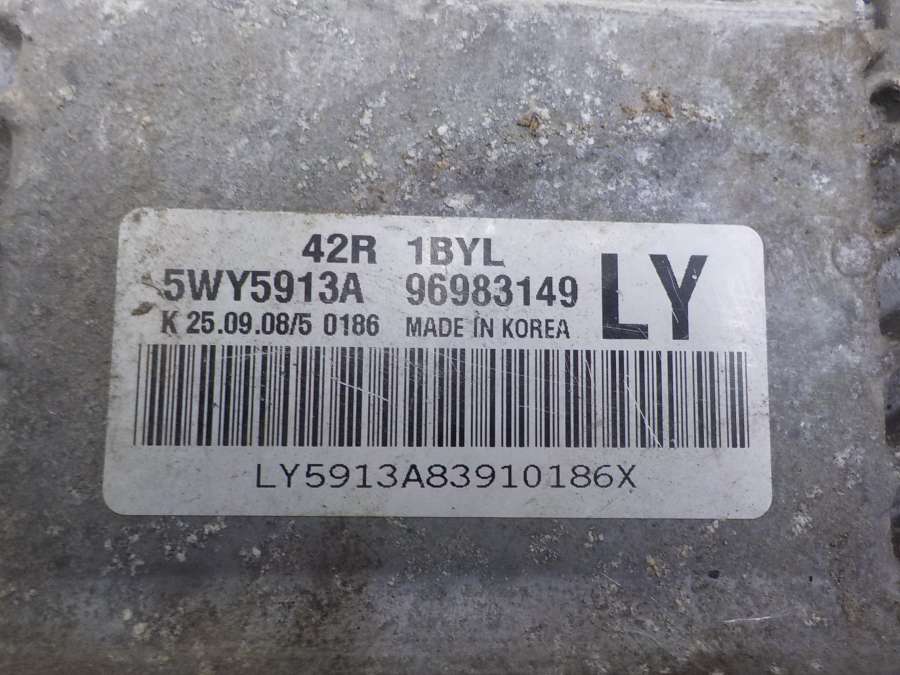 42R 1BYL
5WY5913A 96983149 LY
K 25.09.08/5 0186 MADE IN KOREA
LY5913A83910186X